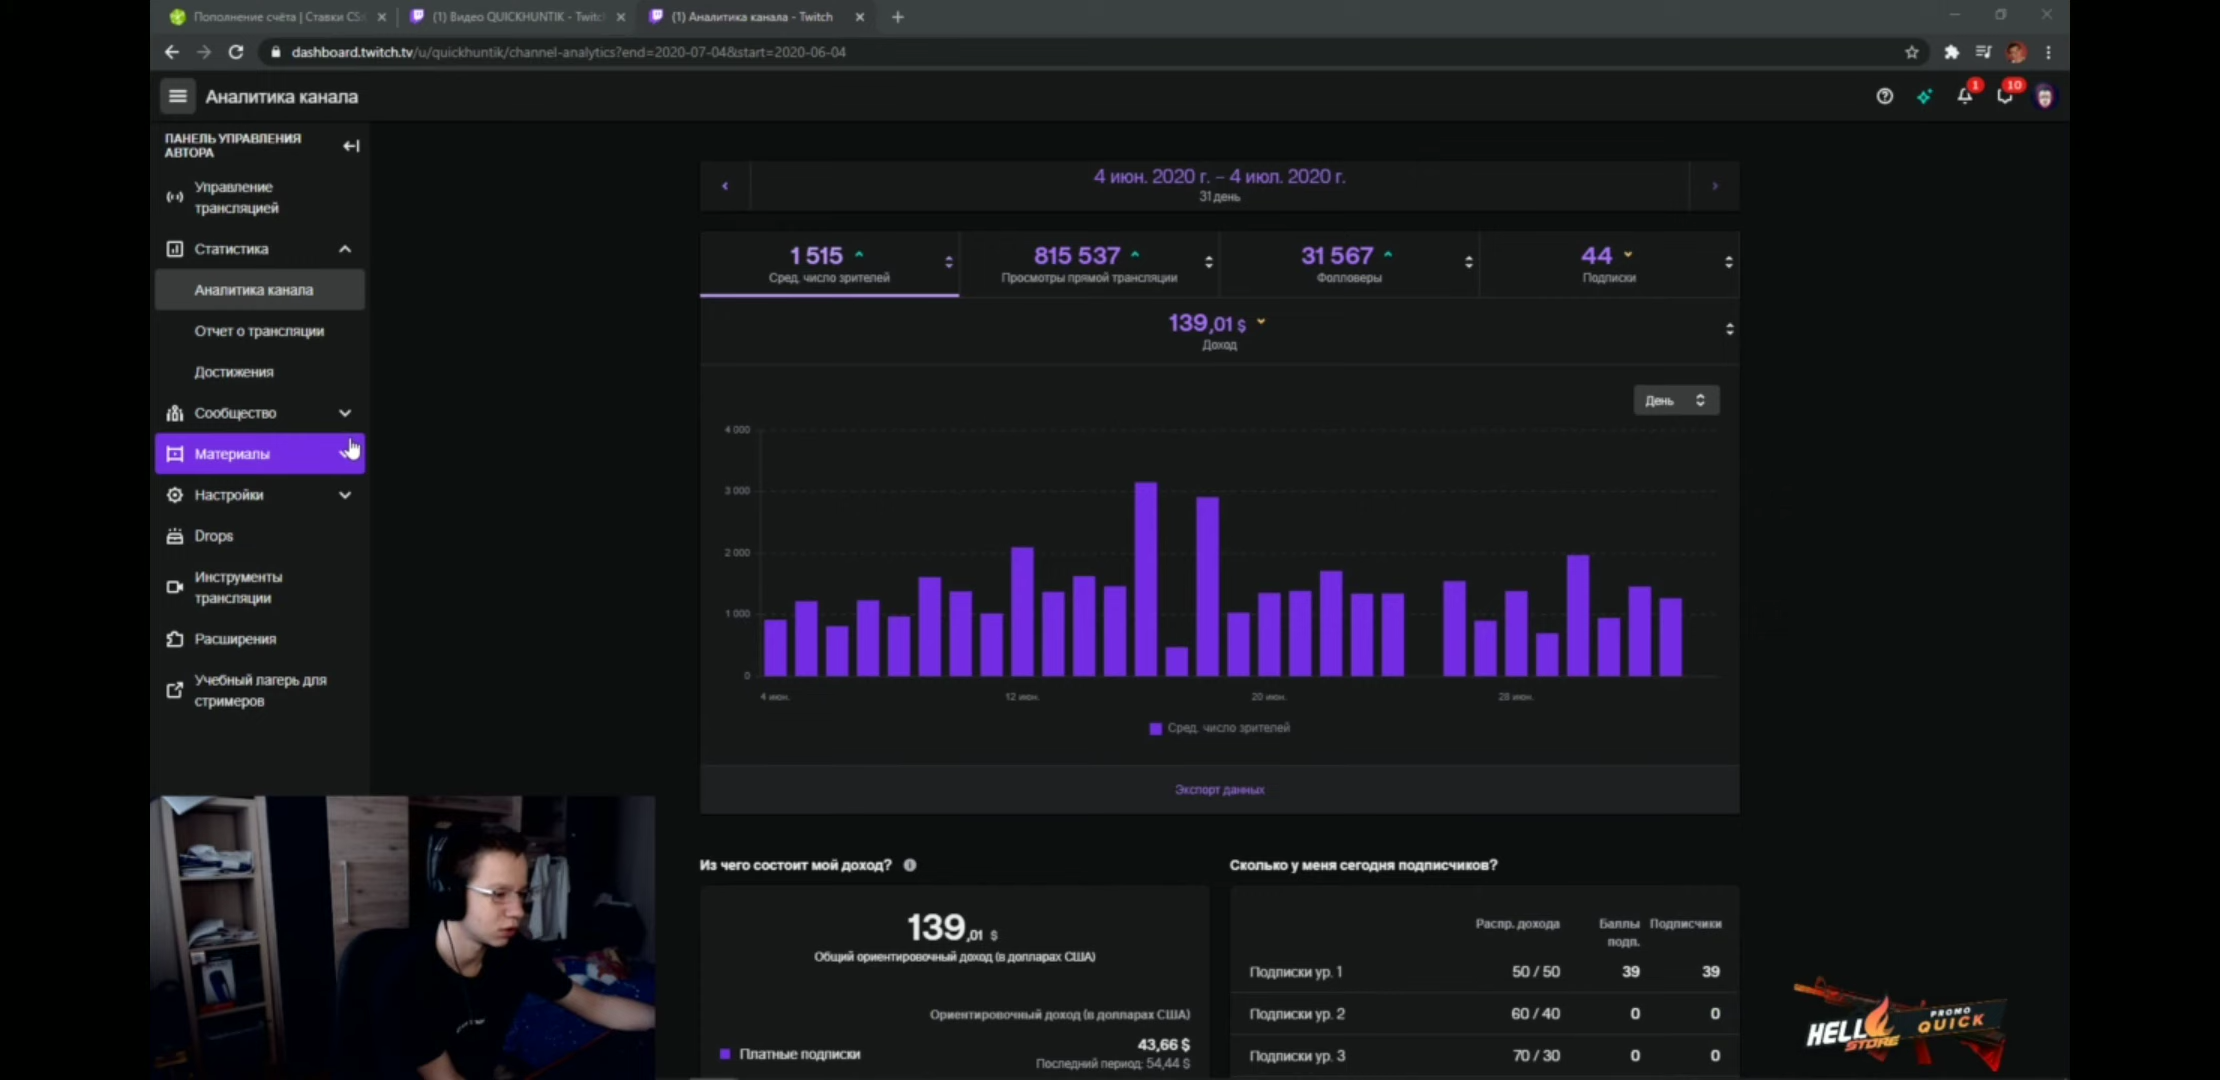 Пополнение счёта | Ставки CS:
(1) Видео QUICKHUNTIK - Twitc
(1) Аналитика канала - Twitch
dashboard.twitch.tv/u/quickhuntik/channel-analytics?end=2020-07-04&start=2020-06-04
Аналитика канала
1
10
ПАНЕЛЬ УПРАВЛЕНИЯ
АВТОРА
Управление
трансляцией
Статистика
Аналитика канала
Отчет о трансляции
Достижения
Сообщество
Материалы
Настройки
Drops
Инструменты
трансляции
Расширения
Учебный лагерь для
стримеров
4 июн. 2020 г. – 4 июл. 2020 г.
31 день
1 515
Сред. число зрителей
815 537
Просмотры прямой трансляции
31 567
Фолловеры
44
Подписки
139,01 $
Доход
День
4 000
3 000
2 000
1 000
0
4 июн.
12 июн.
20 июн.
28 июн.
Сред. число зрителей
Экспорт данных
Из чего состоит мой доход?
139,01 $
Общий ориентировочный доход (в долларах США)
Ориентировочный доход (в долларах США)
Платные подписки
43,66 $
Последний период: 54,44 $
Сколько у меня сегодня подписчиков?
Распр. дохода
Баллы
подп.
Подписчики
Подписки ур. 1
50 / 50
39
39
Подписки ур. 2
60 / 40
0
0
Подписки ур. 3
70 / 30
0
0
HELL
STORE
PROMO
QUICK